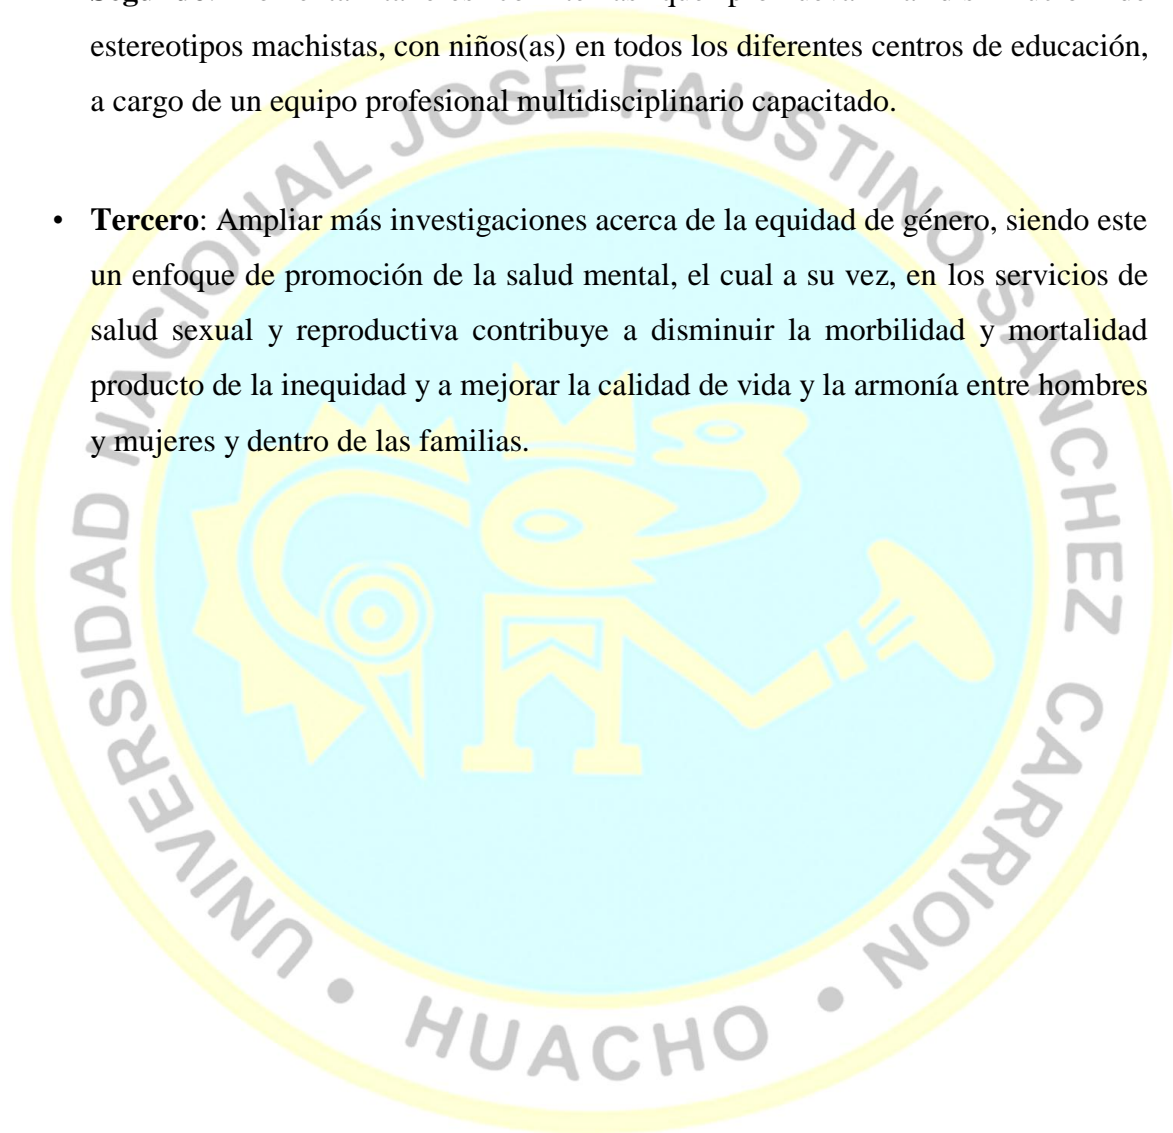 estereotipos machistas, con niños(as) en todos los diferentes centros de educación,
a cargo de un equipo profesional multidisciplinario capacitado.
• Tercero: Ampliar más investigaciones acerca de la equidad de género, siendo este
un enfoque de promoción de la salud mental, el cual a su vez, en los servicios de
salud sexual y reproductiva contribuye a disminuir la morbilidad y mortalidad
producto de la inequidad y a mejorar la calidad de vida y la armonía entre hombres
y mujeres y dentro de las familias.
UNIVERSIDAD NACIONAL JOSE FAUSTINO SANCHEZ CARRION • HUACHO •